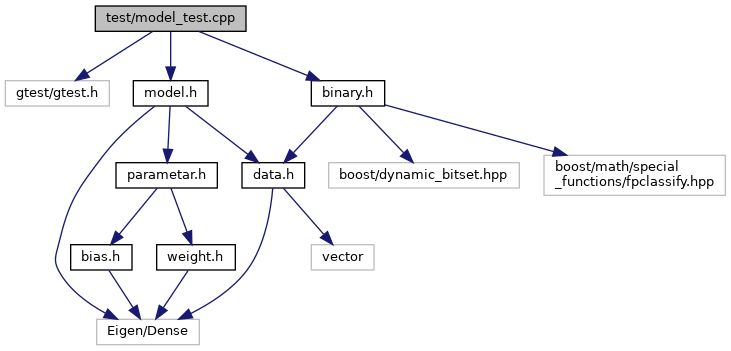 test/model_test.cpp
gtest/gtest.h
model.h
binary.h
parametar.h
data.h
boost/dynamic_bitset.hpp
boost/math/special
_functions/fpclassify.hpp
bias.h
weight.h
vector
Eigen/Dense